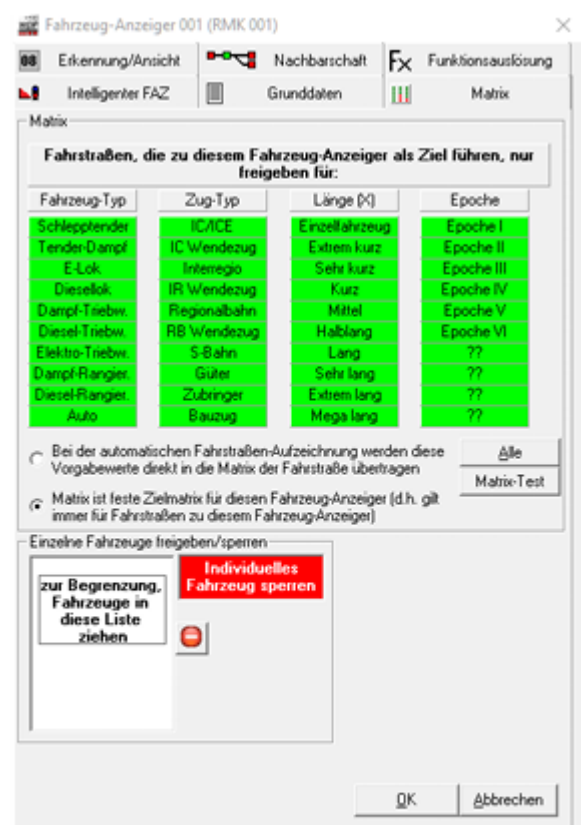 Fahrzeug-Anzeiger 001 (RMK 001)
08 Erkennung/Ansicht Nachbarschaft Fx Funktionsauslösung
Intelligenter FAZ Grunddaten Matrix
Matrix
Fahrstraßen, die zu diesem Fahrzeug-Anzeiger als Ziel führen, nur
freigeben für:
Fahrzeug-Typ Zug-Typ Länge (X) Epoche
Schlepptender IC/ICE Einzelfahrzeug Epoche I
Tender-Dampf IC Wendezug Extrem kurz Epoche II
E-Lok Interregio Sehr kurz Epoche III
Diesellok IR Wendezug Kurz Epoche IV
Dampf-Triebw. Regionalbahn Mittel Epoche V
Diesel-Triebw. RB Wendezug Halblang Epoche VI
Elektro-Triebw. S-Bahn Lang ??
Dampf-Rangier. Güter Sehr lang ??
Diesel-Rangier. Zubringer Extrem lang ??
Auto Bauzug Mega lang ??
Bei der automatischen Fahrstraßen-Aufzeichnung werden diese
Vorgabewerte direkt in die Matrix der Fahrstraße übertragen
Alle
Matrix-Test
Matrix ist feste Zielmatrix für diesen Fahrzeug-Anzeiger (d.h. gilt
immer für Fahrstraßen zu diesem Fahrzeug-Anzeiger)
Einzelne Fahrzeuge freigeben/sperren
zur Begrenzung,
Fahrzeuge in
diese Liste
ziehen
Individuelles
Fahrzeug sperren
OK Abbrechen